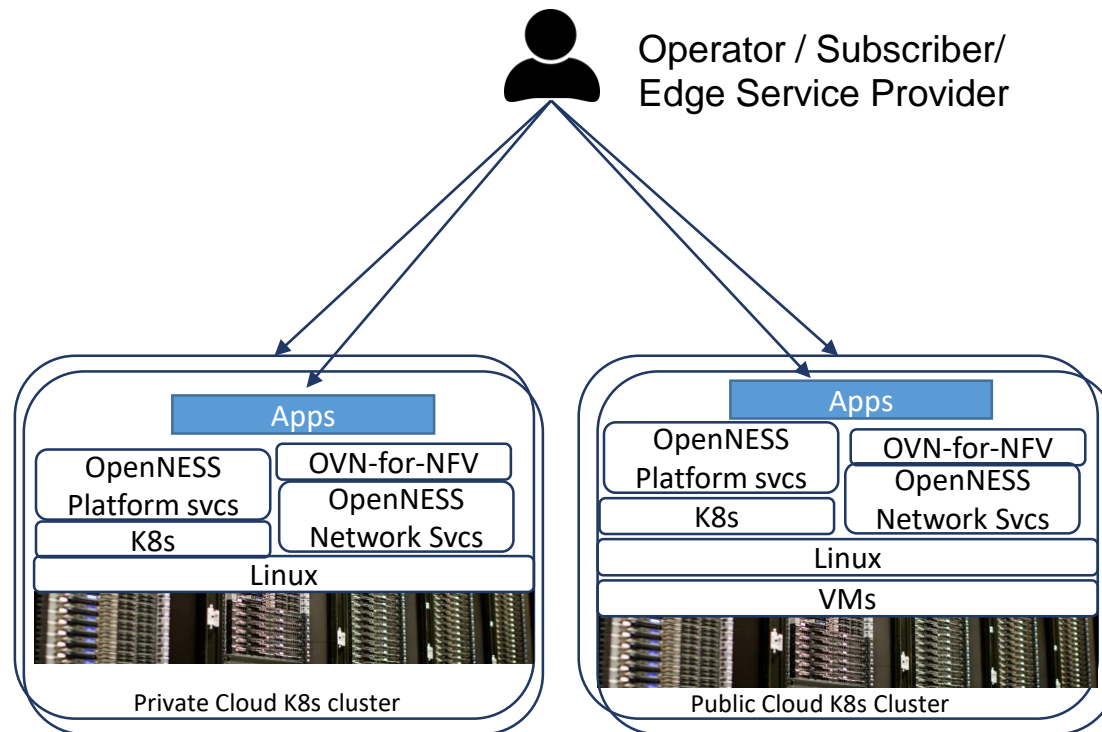 Operator / Subscriber/
Edge Service Provider
Apps
OpenNESS
Platform svcs
OVN-for-NFV
OpenNESS
Network Svcs
K8s
Linux
Private Cloud K8s cluster
Apps
OpenNESS
Platform svcs
OVN-for-NFV
OpenNESS
Network Svcs
K8s
Linux
VMs
Public Cloud K8s Cluster